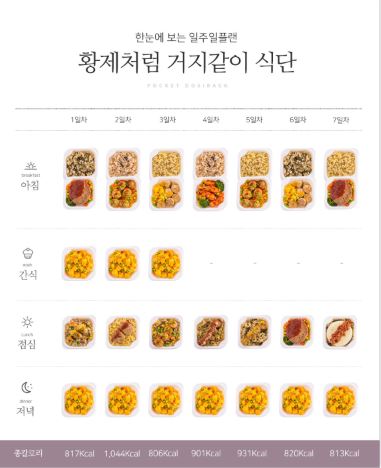 한눈에 보는 일주일플랜
황제처럼 거지같이 식단
POCKET DOSIRAK
1일차 2일차 3일차 4일차 5일차 6일차 7일차
breakfast
아침
snack
간식
- - - -
Lunch
점심
dinner
저녁
총칼로리 817Kcal 1,044Kcal 806Kcal 901Kcal 931Kcal 820Kcal 813Kcal